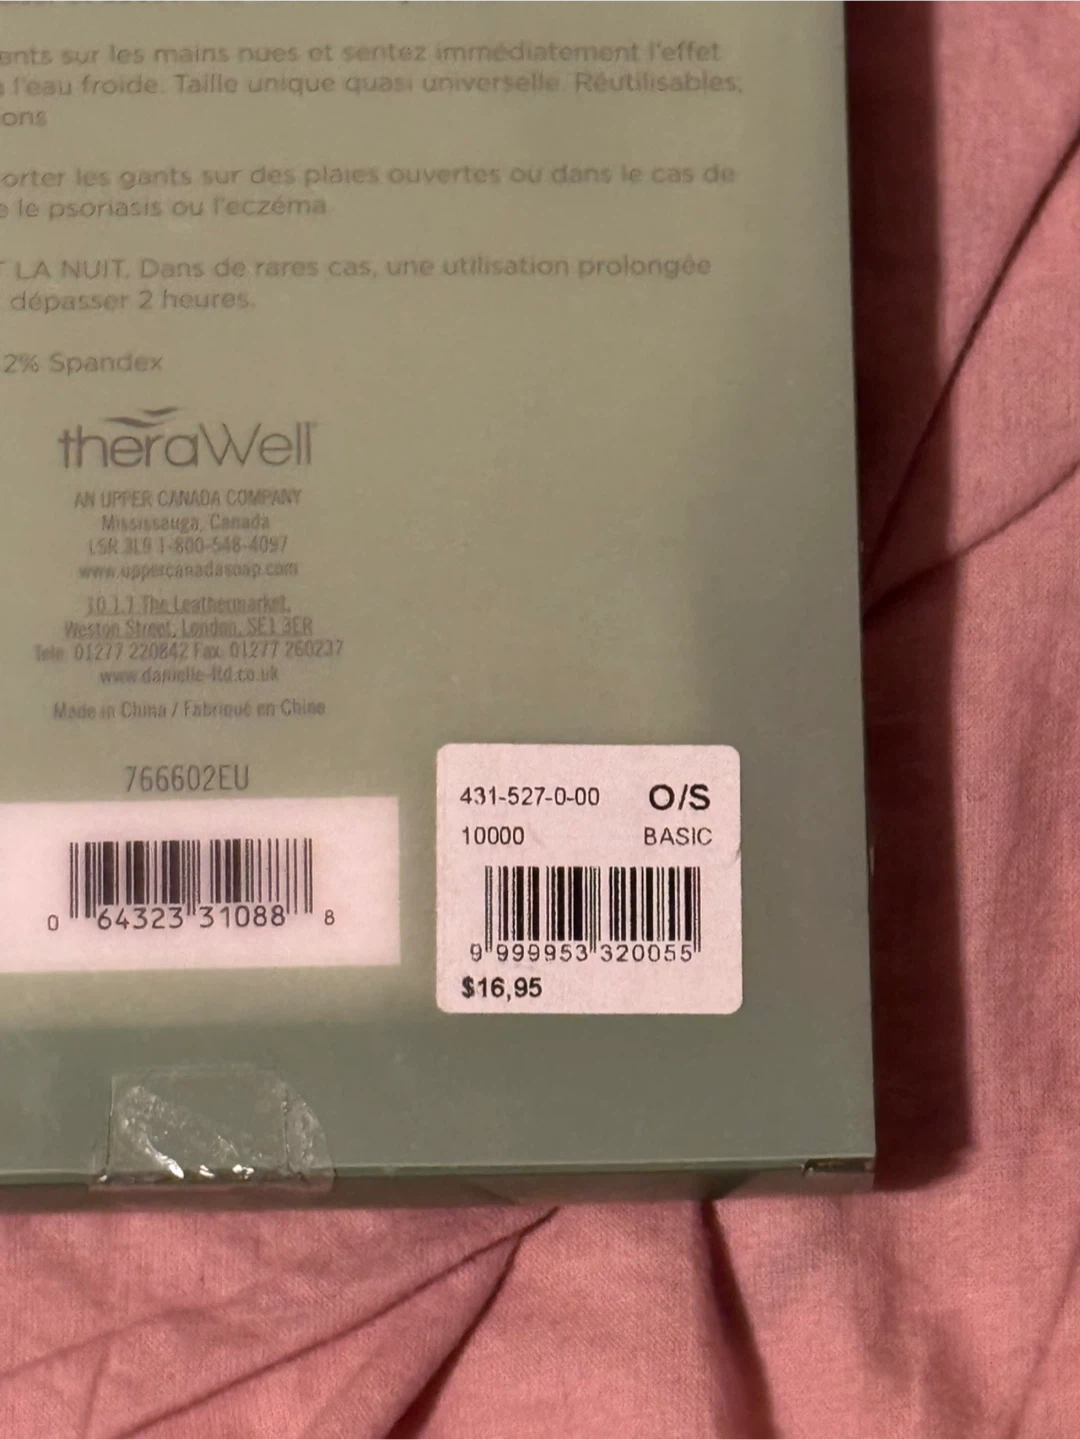 ents sur les mains nues et sentez immédiatement l'effet
l'eau froide. Taille unique quasi universelle. Réutilisables;
ons
orter les gants sur des plaies ouvertes ou dans le cas de
e le psoriasis ou l'eczéma.
LA NUIT. Dans de rares cas, une utilisation prolongée
dépasser 2 heures.
2% Spandex
theraWell
AN UPPER CANADA COMPANY
Mississauga, Canada
L5R 3L9 1-800-548-4097
www.uppercanadasoap.com
10.1.1 The Leathermarket,
Weston Street, London, SE1 3ER
Tele: 01277 220842 Fax: 01277 260237
www.danielle-ltd.co.uk
Made in China / Fabriqué en Chine
766602EU
0 64323 31088 8
431-527-0-00 O/S
10000 BASIC
9 999953 320055
$16,95